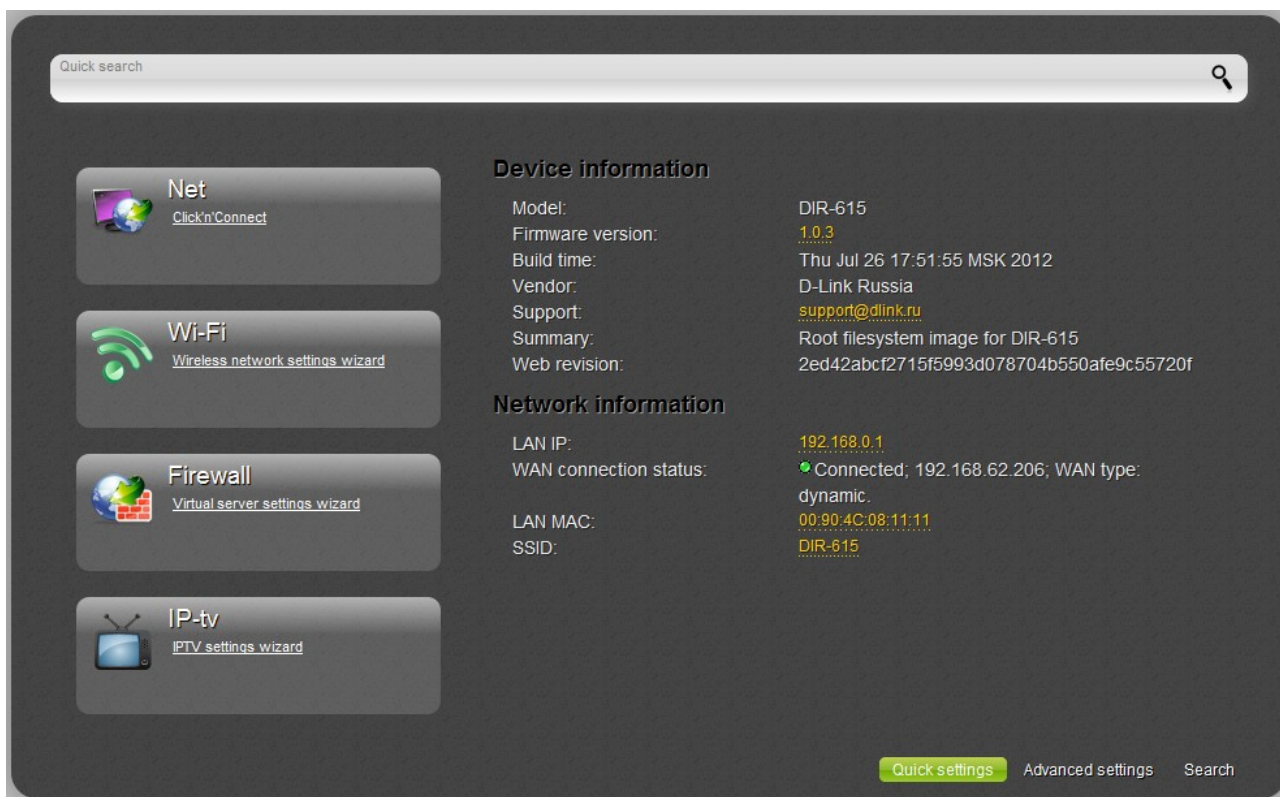 Quick search
Net
Click'n'Connect
Wi-Fi
Wireless network settings wizard
Firewall
Virtual server settings wizard
IP-tv
IPTV settings wizard
Device information
Model: DIR-615
Firmware version: 1.0.3
Build time: Thu Jul 26 17:51:55 MSK 2012
Vendor: D-Link Russia
Support: support@dlink.ru
Summary: Root filesystem image for DIR-615
Web revision: 2ed42abcf2715f5993d078704b550afe9c55720f
Network information
LAN IP: 192.168.0.1
WAN connection status: Connected; 192.168.62.206; WAN type:
dynamic.
LAN MAC: 00:90:4C:08:11:11
SSID: DIR-615
Quick settings Advanced settings Search